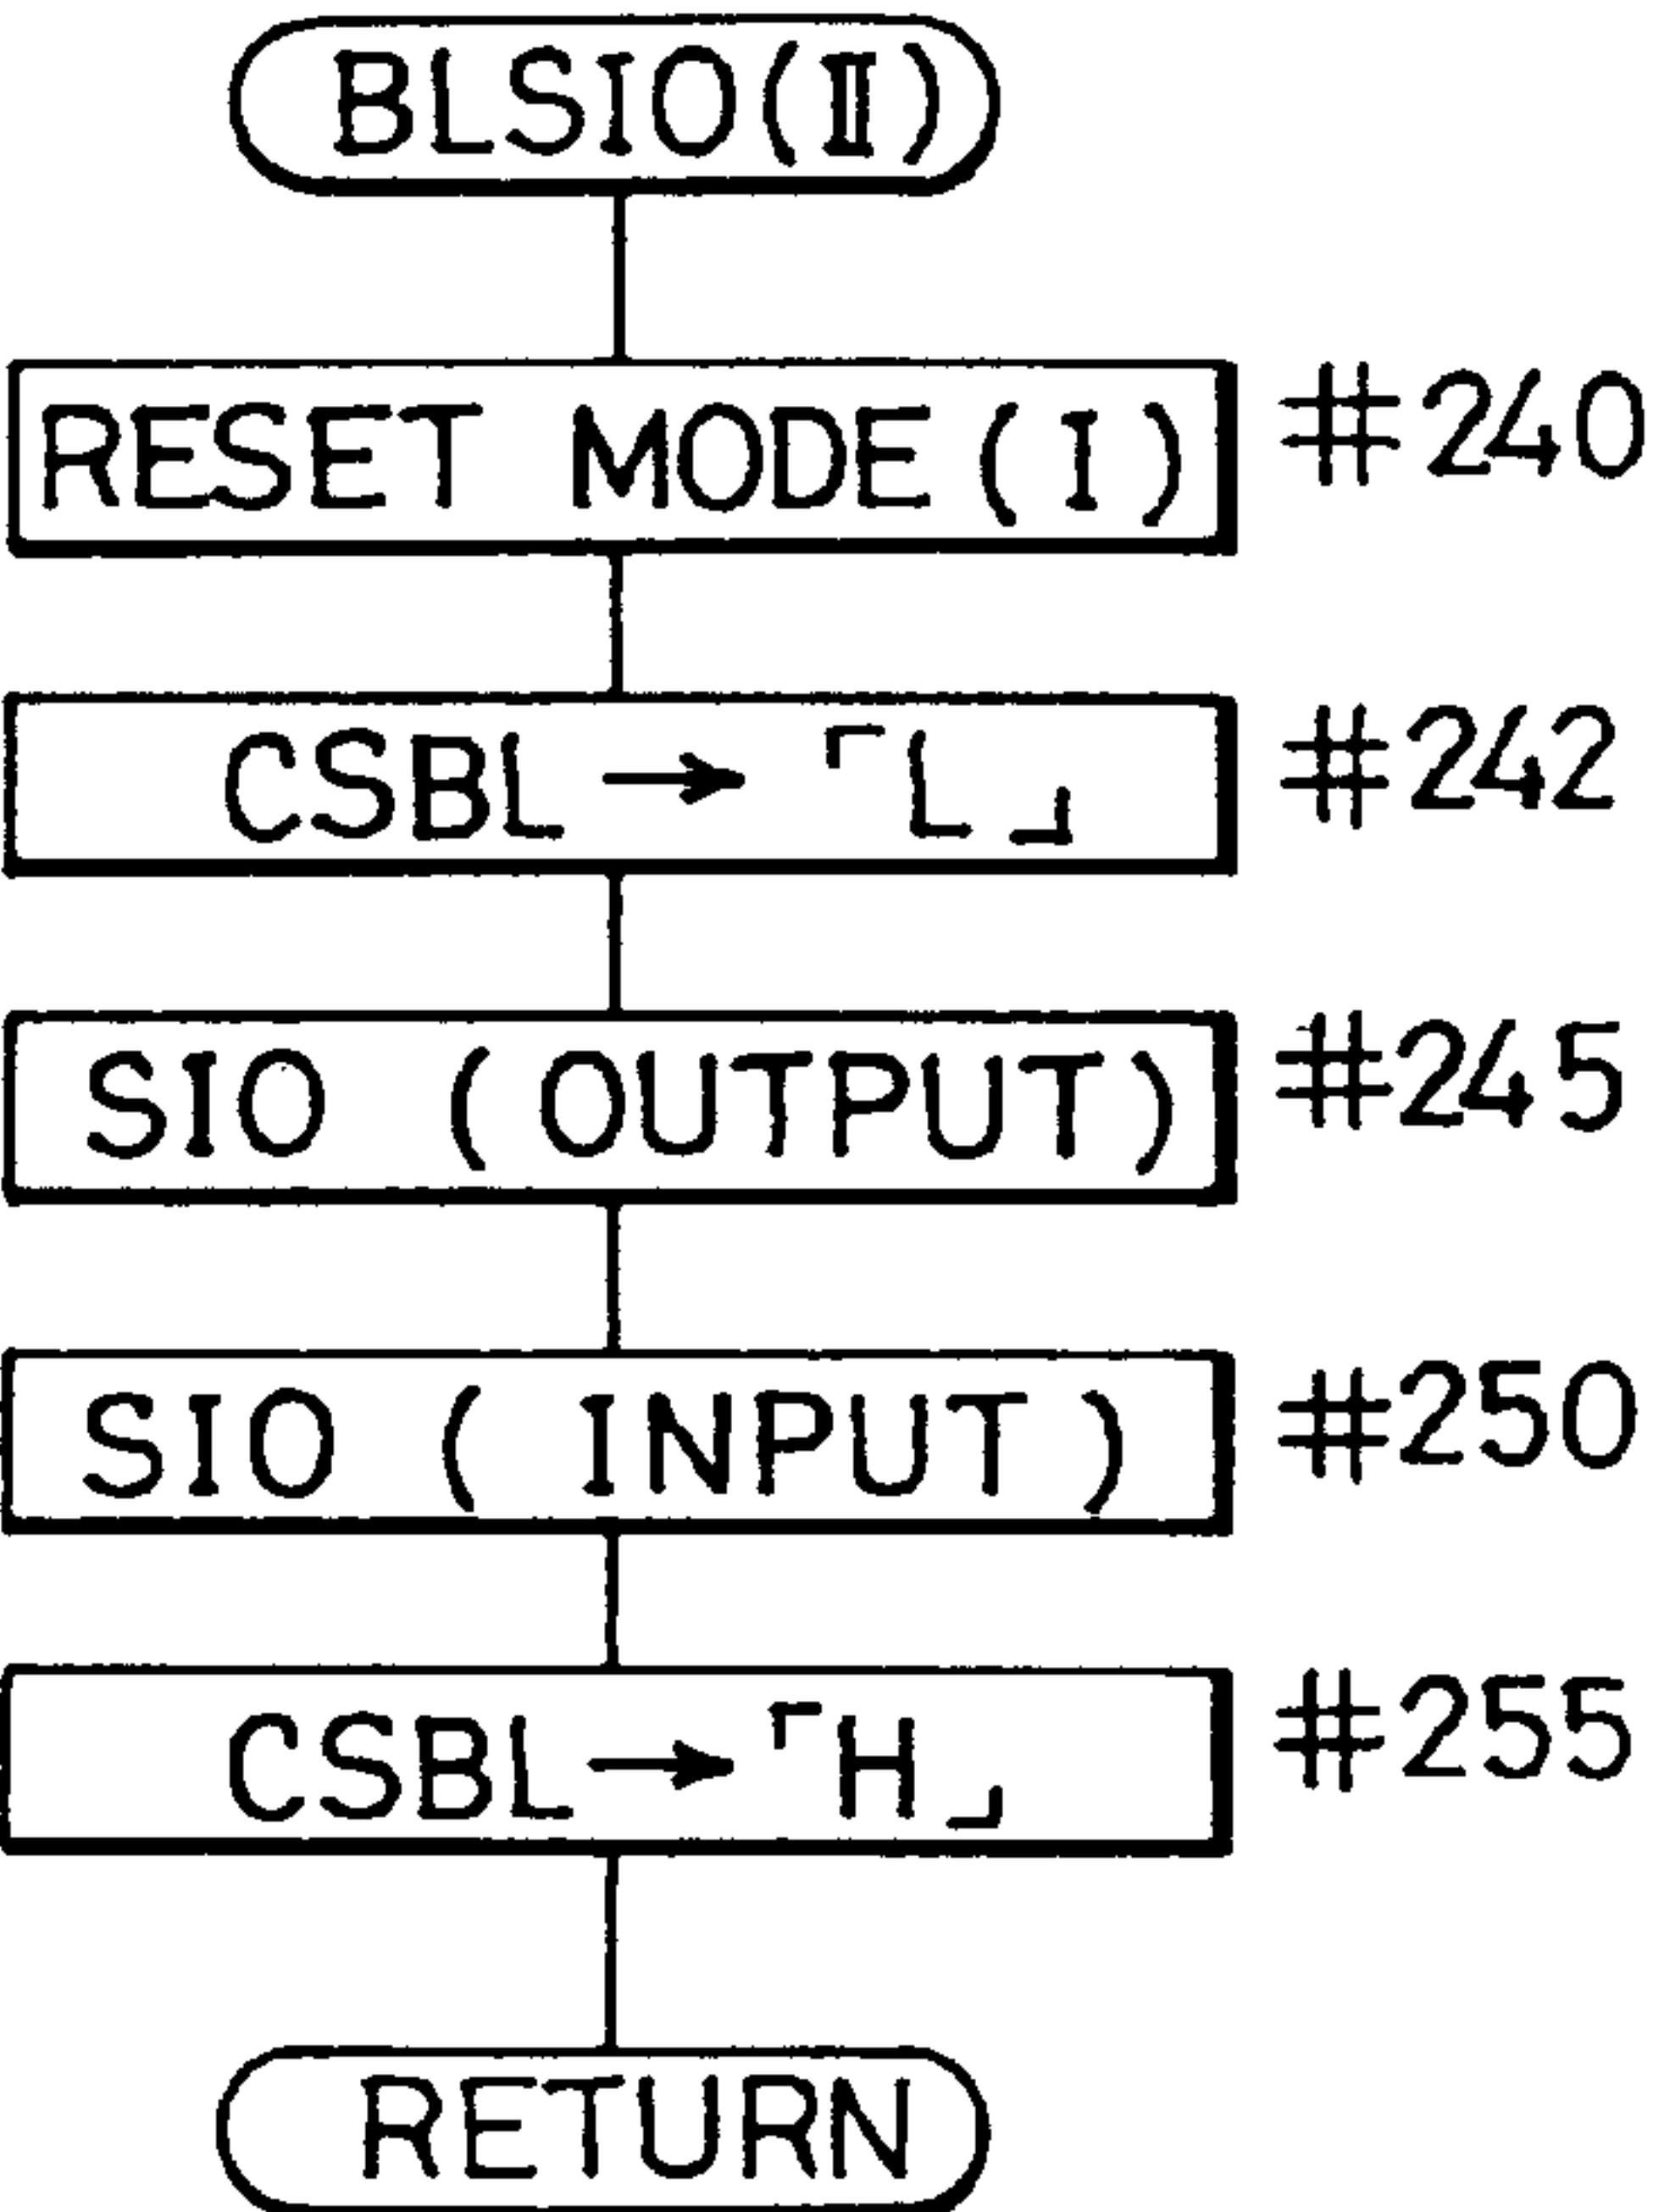 BLSIO(Ⅱ)
RESET MODE(I) #240
CSBL→「L」 #242
SIO (OUTPUT) #245
SIO ( INPUT ) #250
CSBL→「H」 #255
RETURN